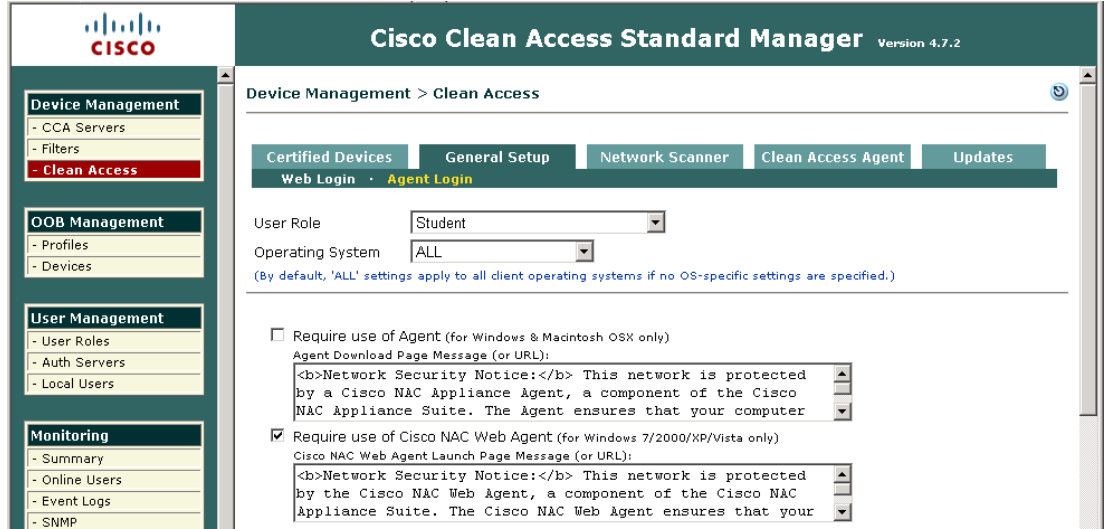 CISCO
Cisco Clean Access Standard Manager Version 4.7.2
Device Management
- CCA Servers
- Filters
- Clean Access
OOB Management
- Profiles
- Devices
User Management
- User Roles
- Auth Servers
- Local Users
Monitoring
- Summary
- Online Users
- Event Logs
- SNMP
Device Management > Clean Access
Certified Devices General Setup Network Scanner Clean Access Agent Updates
Web Login · Agent Login
User Role Student
Operating System ALL
(By default, 'ALL' settings apply to all client operating systems if no OS-specific settings are specified.)
Require use of Agent (for Windows & Macintosh OSX only)
Agent Download Page Message (or URL):
<b>Network Security Notice:</b> This network is protected
by a Cisco NAC Appliance Agent, a component of the Cisco
NAC Appliance Suite. The Agent ensures that your computer
Require use of Cisco NAC Web Agent (for Windows 7/2000/XP/Vista only)
Cisco NAC Web Agent Launch Page Message (or URL):
<b>Network Security Notice:</b> This network is protected
by the Cisco NAC Web Agent, a component of the Cisco NAC
Appliance Suite. The Cisco NAC Web Agent ensures that your